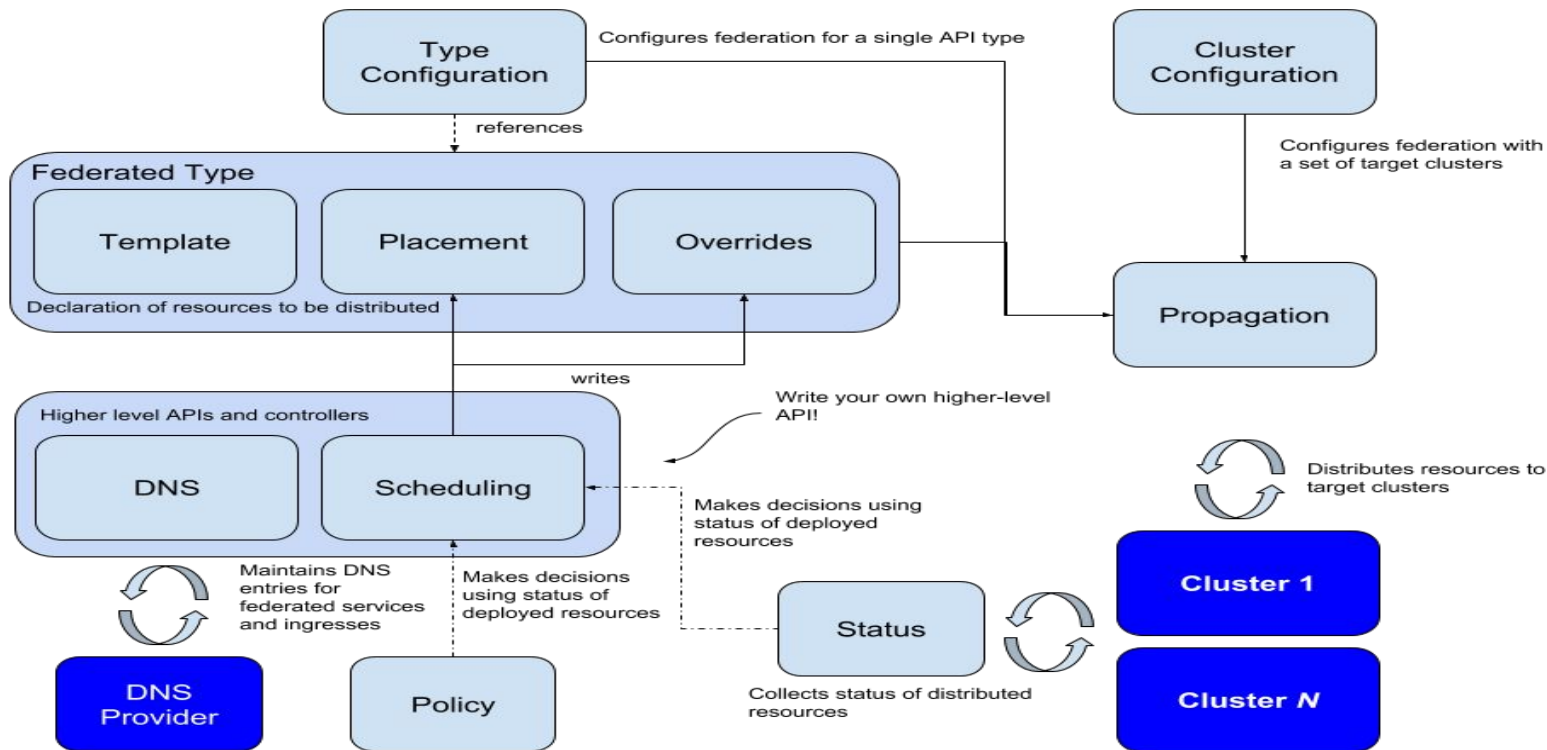 Type
Configuration
Configures federation for a single API type
Cluster
Configuration
references
Configures federation with
a set of target clusters
Federated Type
Template
Placement
Overrides
Declaration of resources to be distributed
Propagation
writes
Higher level APIs and controllers
Write your own higher-level
API!
DNS
Scheduling
Makes decisions using
status of deployed
resources
Distributes resources to
target clusters
Maintains DNS
entries for
federated services
and ingresses
Makes decisions
using status of
deployed resources
Cluster 1
Status
Collects status of distributed
resources
DNS
Provider
Policy
Cluster N